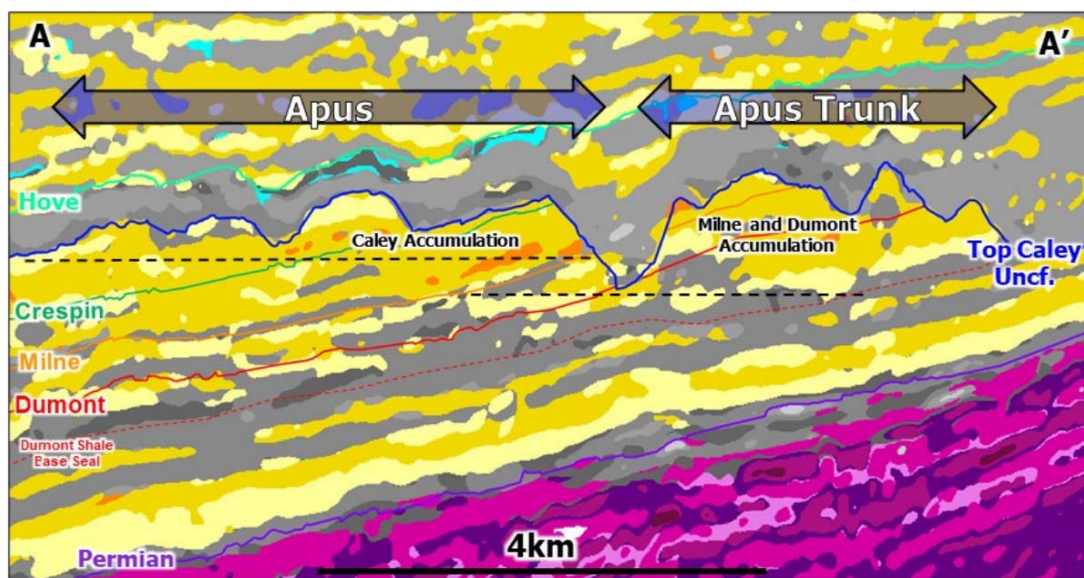 A
A'
Apus
Apus Trunk
Hove
Caley Accumulation
Milne and Dumont
Accumulation
Top Caley
Uncf.
Crespin
Milne
Dumont
Dumont Shale
Base Seal
Permian
4km